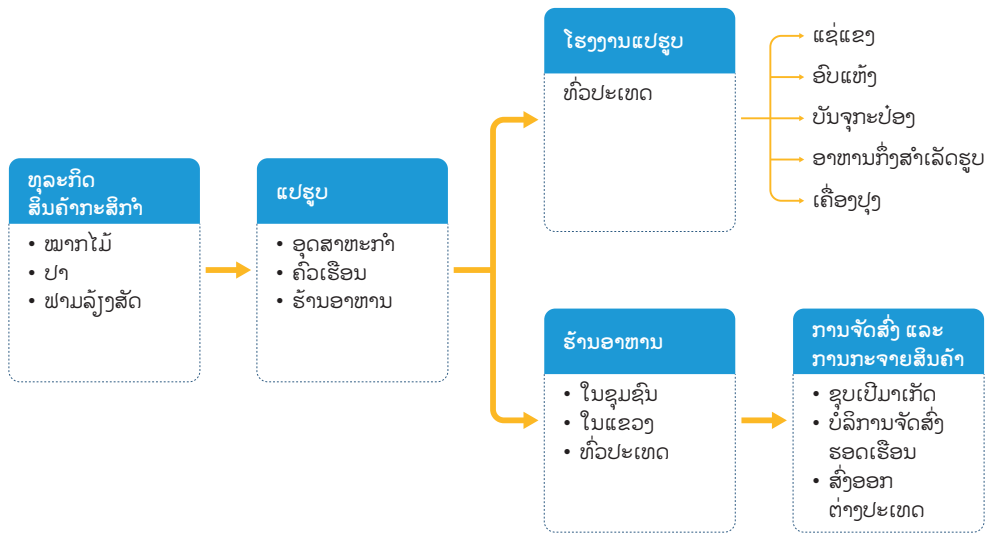 ທຸລະກິດ
ສິນຄ້າກະສິກຳ
• ໝາກໄມ້
• ປາ
• ຟາມລ້ຽງສັດ
ແປຮູບ
• ອຸດສາຫະກຳ
• ຄົວເຮືອນ
• ຮ້ານອາຫານ
ໂຮງງານແປຮູບ
ທົ່ວປະເທດ
ແຊ່ແຂງ
ອົບແຫ້ງ
ບັນຈຸກະປ໋ອງ
ອາຫານກຶ່ງສຳເລັດຮູບ
ເຄື່ອງປຸງ
ຮ້ານອາຫານ
• ໃນຊຸມຊົນ
• ໃນແຂວງ
• ທົ່ວປະເທດ
ການຈັດສົ່ງ ແລະ
ການກະຈາຍສິນຄ້າ
• ຊຸບເປີມາເກັດ
• ບໍລິການຈັດສົ່ງ
ຮອດເຮືອນ
• ສົ່ງອອກ
ຕ່າງປະເທດ